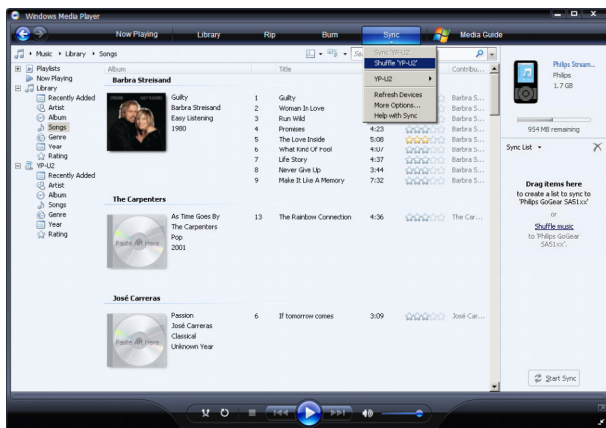 Windows Media Player
Now Playing Library Rip Burn Sync Media Guide
Music Library Songs
Sync 'YP-U2'
Shuffle 'YP-U2'
YP-U2
Refresh Devices
More Options...
Help with Sync
Playlists
Now Playing
Library
Recently Added
Artist
Album
Songs
Genre
Year
Rating
YP-U2
Recently Added
Artist
Album
Songs
Genre
Year
Rating
Album Title Contribu...
Barbra Streisand
Guilty
Barbra Streisand
Easy Listening
1980
1 Guilty Barbra S...
2 Woman In Love Barbra S...
3 Run Wild Barbra S...
4 Promises 4:23 Barbra S...
5 The Love Inside 5:08 Barbra S...
6 What Kind Of Fool 4:07 Barbra S...
7 Life Story 4:37 Barbra S...
8 Never Give Up 3:44 Barbra S...
9 Make It Like A Memory 7:32 Barbra S...
The Carpenters
Paste Art Here
As Time Goes By
The Carpenters
Pop
2001
13 The Rainbow Connection 4:36 The Car...
José Carreras
Paste Art Here
Passion
José Carreras
Classical
Unknown Year
6 If tomorrow comes 3:09 José Car...
Philips Stream...
Philips
1.7 GB
954 MB remaining
Sync List
Drag items here
to create a list to sync to
'Philips GoGear SA51xx'
or
Shuffle music
to 'Philips GoGear
SA51xx'.
Start Sync